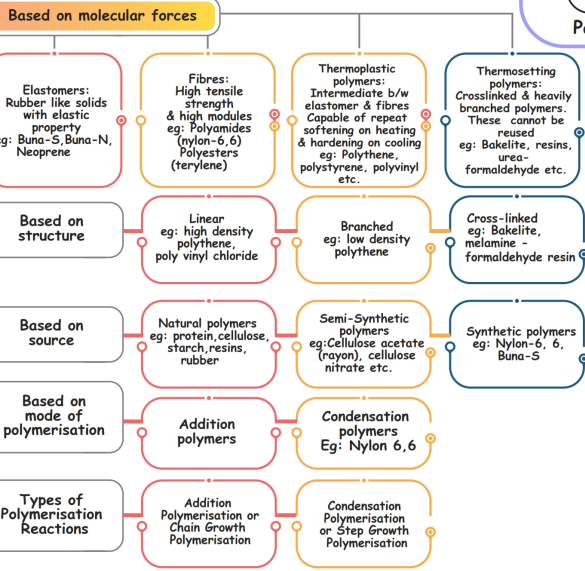 Based on molecular forces
Elastomers:
Rubber like solids
with elastic
property
eg: Buna-S,Buna-N,
Neoprene
Fibres:
High tensile
strength
& high modules
eg: Polyamides
(nylon-6,6)
Polyesters
(terylene)
Thermoplastic
polymers:
Intermediate b/w
elastomer & fibres
Capable of repeat
softening on heating
& hardening on cooling
eg: Polythene,
polystyrene, polyvinyl
etc.
Thermosetting
polymers:
Crosslinked & heavily
branched polymers.
These cannot be
reused
eg: Bakelite, resins,
urea-
formaldehyde etc.
Based on
structure
Linear
eg: high density
polythene,
poly vinyl chloride
Branched
eg: low density
polythene
Cross-linked
eg: Bakelite,
melamine -
formaldehyde resin
Based on
source
Natural polymers
eg: protein,cellulose,
starch,resins,
rubber
Semi-Synthetic
polymers
eg:Cellulose acetate
(rayon), cellulose
nitrate etc.
Synthetic polymers
eg: Nylon-6, 6,
Buna-S
Based on
mode of
polymerisation
Addition
polymers
Condensation
polymers
Eg: Nylon 6,6
Types of
Polymerisation
Reactions
Addition
Polymerisation or
Chain Growth
Polymerisation
Condensation
Polymerisation
or Step Growth
Polymerisation